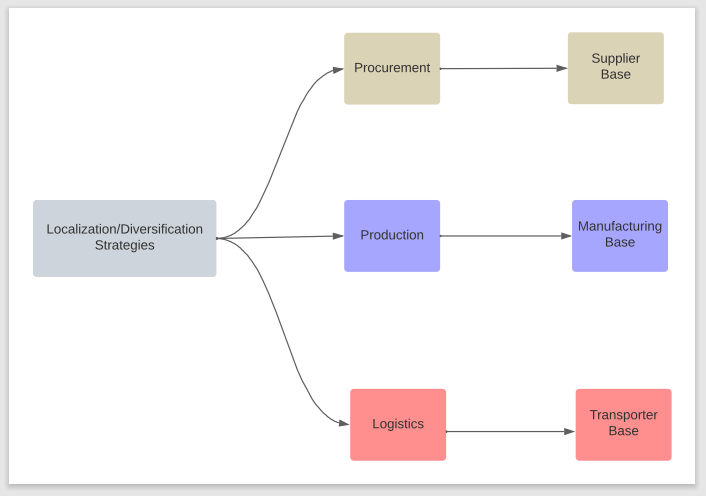 Procurement
Supplier
Base
Localization/Diversification
Strategies
Production
Manufacturing
Base
Logistics
Transporter
Base